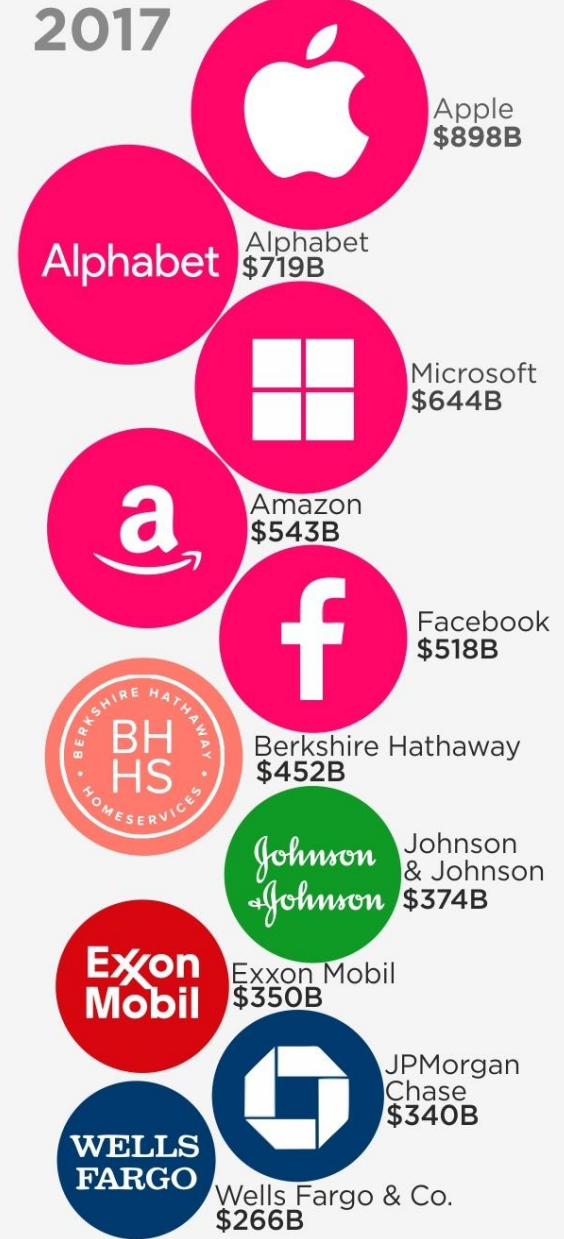 2017
Apple
$898B
Alphabet
Alphabet
$719B
Microsoft
$644B
a
Amazon
$543B
f
Facebook
$518B
BERKSHIRE HATHAWAY
BH
HS
HOMESERVICES
Berkshire Hathaway
$452B
Johnson
&Johnson
Johnson
& Johnson
$374B
Exxon
Mobil
Exxon Mobil
$350B
JPMorgan
Chase
$340B
WELLS
FARGO
Wells Fargo & Co.
$266B